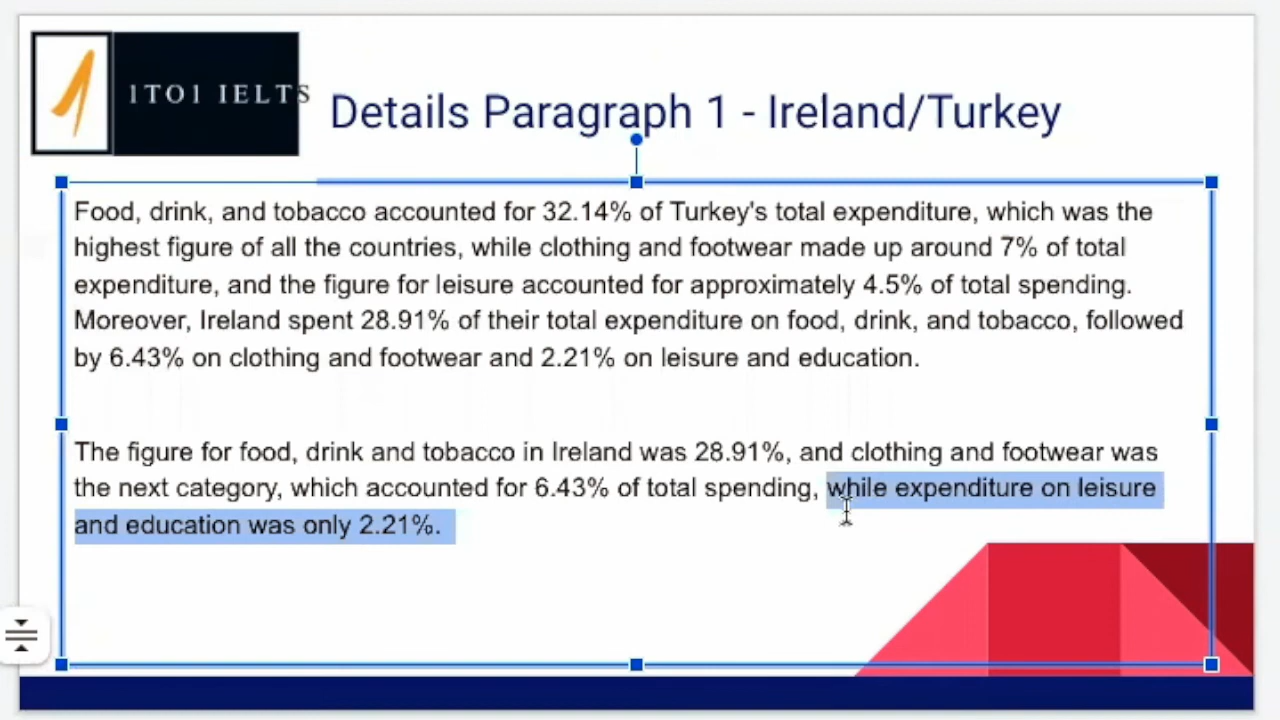 1TO1 IELTS
Details Paragraph 1 - Ireland/Turkey
Food, drink, and tobacco accounted for 32.14% of Turkey's total expenditure, which was the
highest figure of all the countries, while clothing and footwear made up around 7% of total
expenditure, and the figure for leisure accounted for approximately 4.5% of total spending.
Moreover, Ireland spent 28.91% of their total expenditure on food, drink, and tobacco, followed
by 6.43% on clothing and footwear and 2.21% on leisure and education.
The figure for food, drink and tobacco in Ireland was 28.91%, and clothing and footwear was
the next category, which accounted for 6.43% of total spending, while expenditure on leisure
and education was only 2.21%.